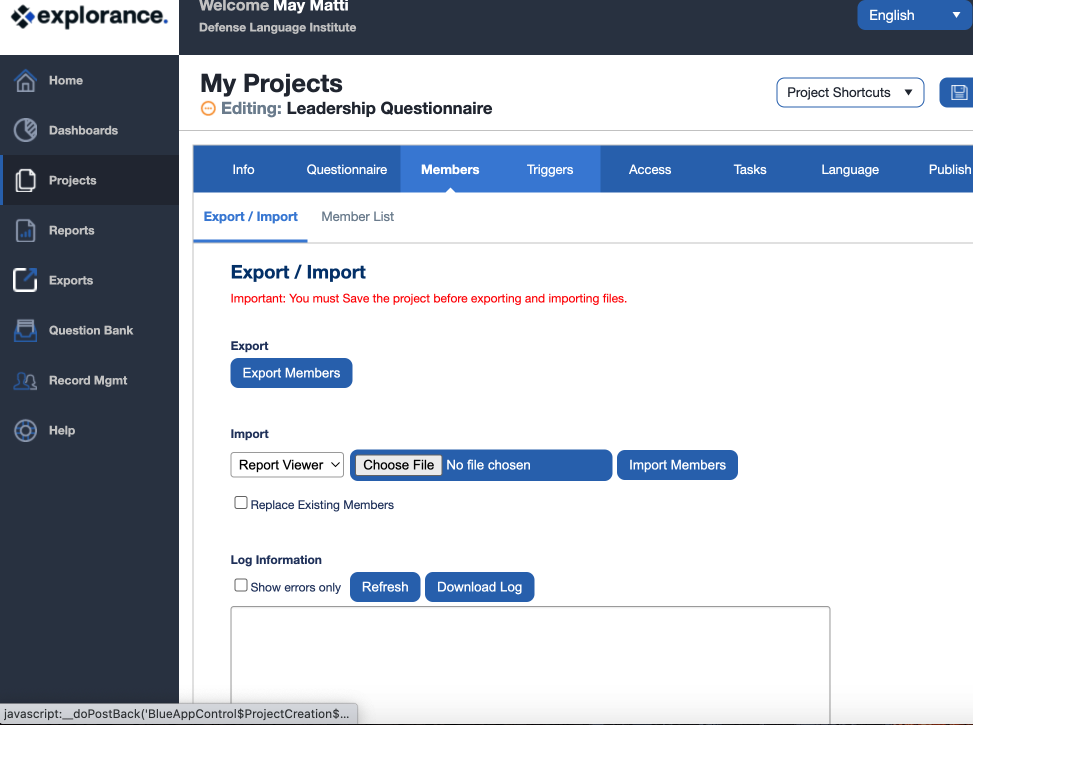 explorance.
Welcome May Matti
Defense Language Institute
English
Home
Dashboards
Projects
Reports
Exports
Question Bank
Record Mgmt
Help
My Projects
Editing: Leadership Questionnaire
Project Shortcuts
Info Questionnaire Members Triggers Access Tasks Language Publish
Export / Import Member List
Export / Import
Important: You must Save the project before exporting and importing files.
Export
Export Members
Import
Report Viewer Choose File No file chosen Import Members
Replace Existing Members
Log Information
Show errors only Refresh Download Log
javascript:__doPostBack('BlueAppControl$ProjectCreation$...